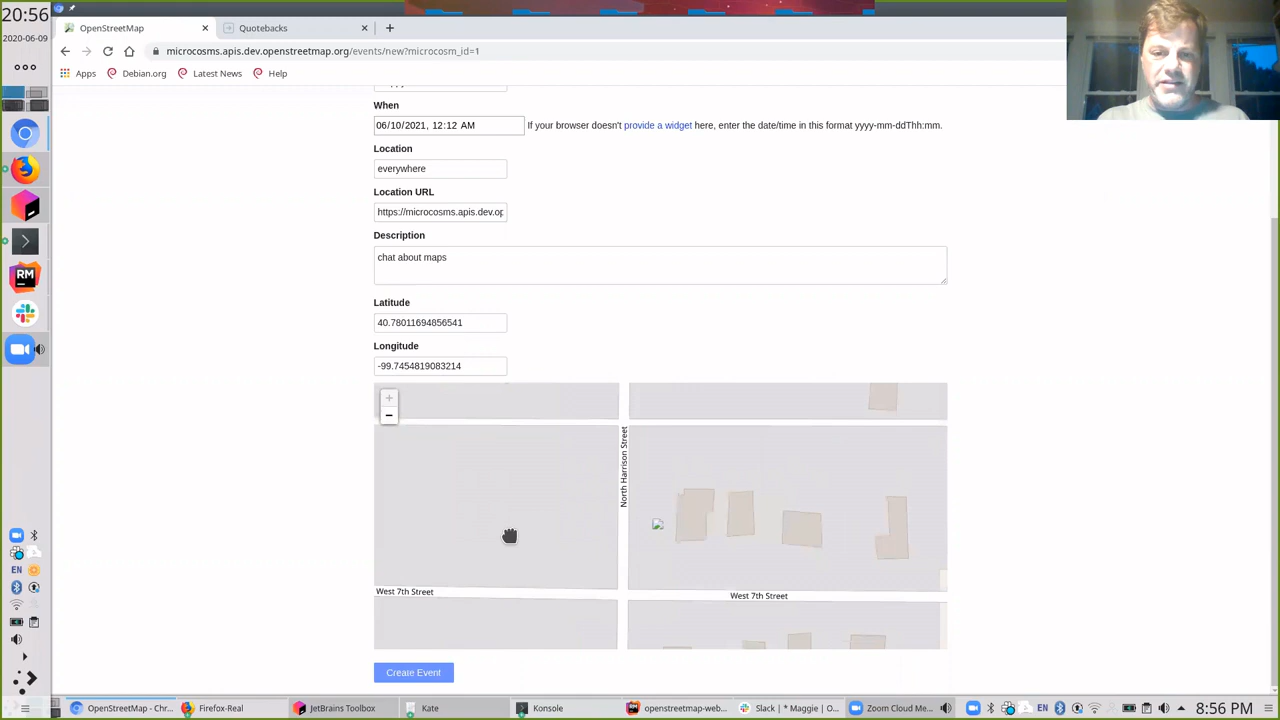 20:56
2020-06-09
OpenStreetMap
Quotebacks
microcosms.apis.dev.openstreetmap.org/events/new?microcosm_id=1
Apps
Debian.org
Latest News
Help
When
06/10/2021, 12:12 AM
If your browser doesn't provide a widget here, enter the date/time in this format yyyy-mm-ddThh:mm.
Location
everywhere
Location URL
https://microcosms.apis.dev.op
Description
chat about maps
Latitude
40.78011694856541
Longitude
-99.7454819083214
+
−
North Harrison Street
West 7th Street
West 7th Street
Create Event
RM
EN
OpenStreetMap - Chr...
Firefox-Real
JetBrains Toolbox
Kate
Konsole
openstreetmap-web...
Slack | * Maggie | O...
Zoom Cloud Me...
EN
8:56 PM